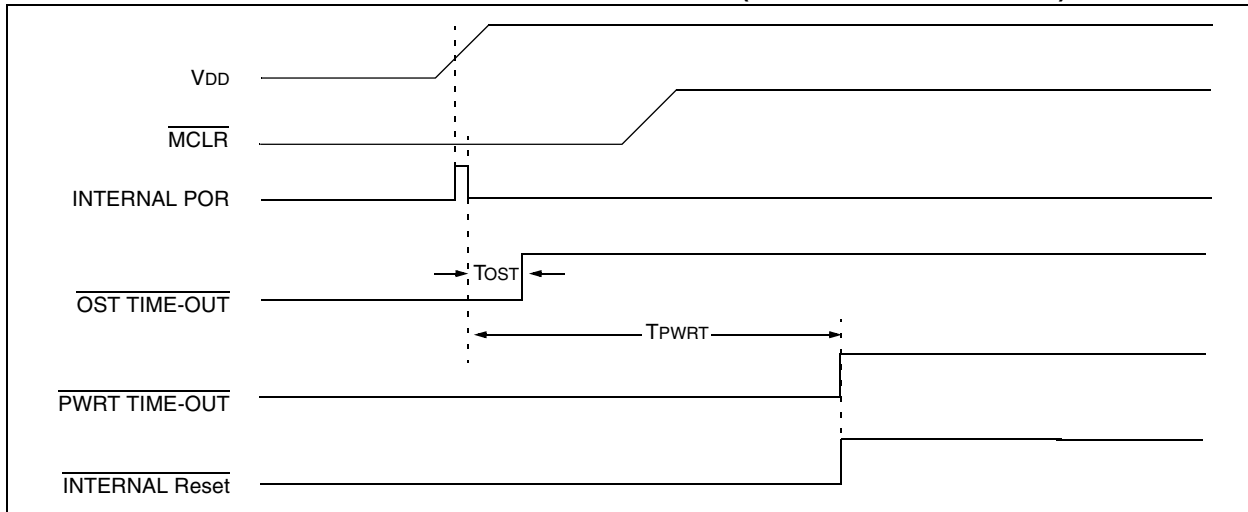 VDD
MCLR
INTERNAL POR
TOST
OST TIME-OUT
TPWRT
PWRT TIME-OUT
INTERNAL Reset